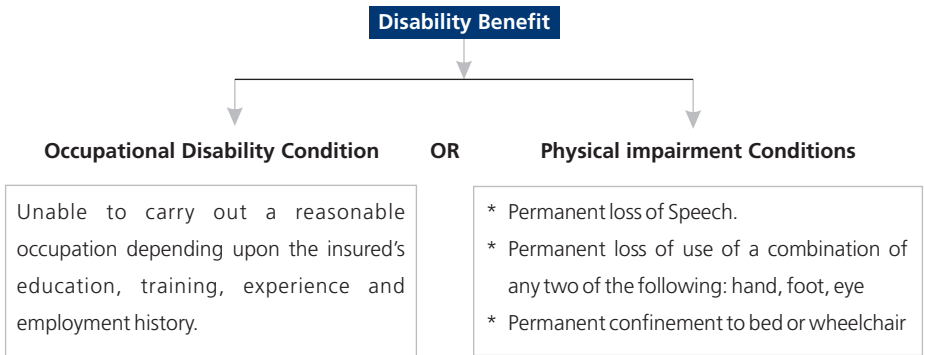 Disability Benefit
Occupational Disability Condition OR Physical impairment Conditions
Unable to carry out a reasonable
occupation depending upon the insured's
education, training, experience and
employment history.
* Permanent loss of Speech.
* Permanent loss of use of a combination of
any two of the following: hand, foot, eye
* Permanent confinement to bed or wheelchair